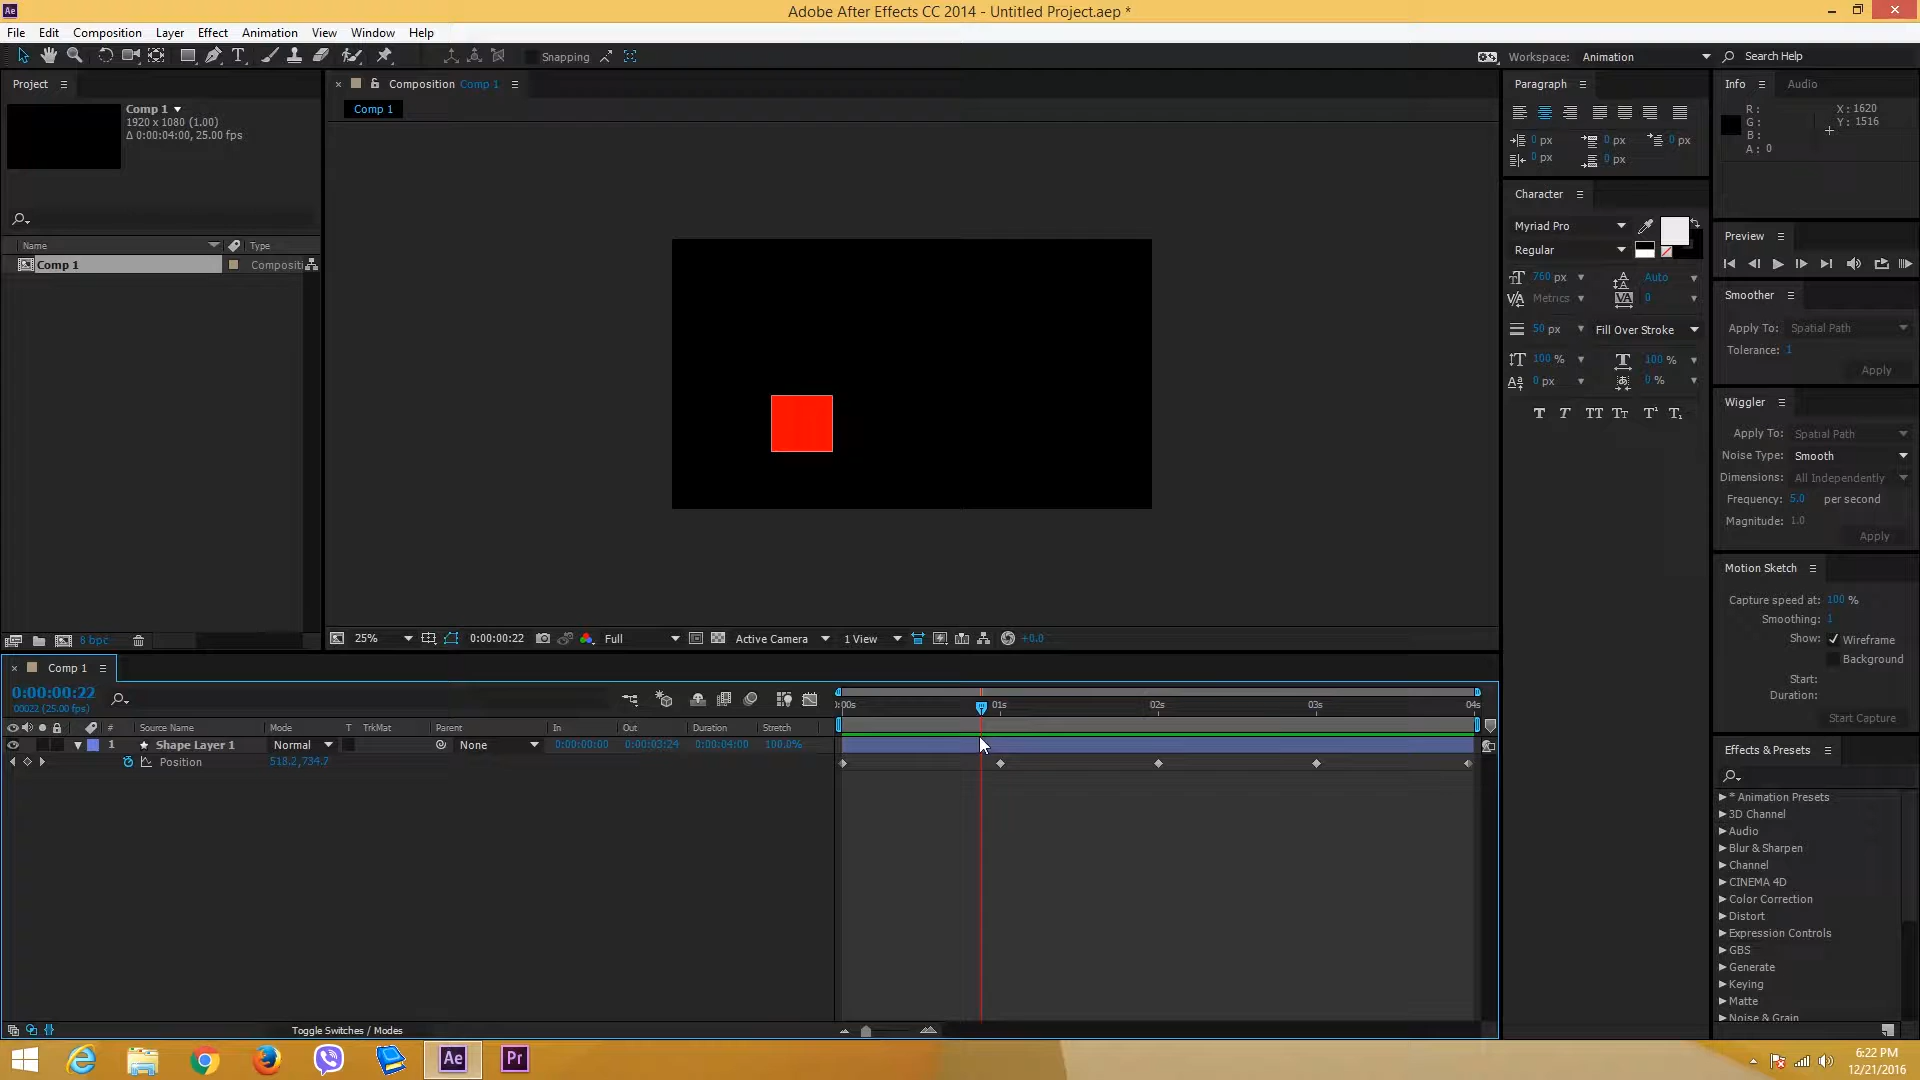 Ae
Adobe After Effects CC 2014 - Untitled Project.aep *
File Edit Composition Layer Effect Animation View Window Help
T
Snapping
Workspace: Animation
Search Help
Project
Comp 1
1920 x 1080 (1.00)
Δ 0:00:04:00, 25.00 fps
Name Type
Comp 1 Compositi
8 bpc
Composition Comp 1
Comp 1
25% 0:00:00:22 Full Active Camera 1 View +0.0
Paragraph
0 px 0 px 0 px
0 px 0 px
Character
Myriad Pro
Regular
760 px Auto
Metrics 0
50 px Fill Over Stroke
100 % 100 %
0 px 0 %
T T TT Tт T¹ T₁
Info Audio
R :
G :
B :
A : 0
X : 1620
Y : 1516
Preview
Smoother
Apply To: Spatial Path
Tolerance: 1
Apply
Wiggler
Apply To: Spatial Path
Noise Type: Smooth
Dimensions: All Independently
Frequency: 5.0 per second
Magnitude: 1.0
Apply
Motion Sketch
Capture speed at: 100 %
Smoothing: 1
Show: Wireframe
Background
Start:
Duration:
Start Capture
Effects & Presets
* Animation Presets
3D Channel
Audio
Blur & Sharpen
Channel
CINEMA 4D
Color Correction
Distort
Expression Controls
GBS
Generate
Keying
Matte
Noise & Grain
Comp 1
0:00:00:22
00022 (25.00 fps)
# Source Name Mode T TrkMat Parent In Out Duration Stretch
1 Shape Layer 1 Normal None 0:00:00:00 0:00:03:24 0:00:04:00 100.0%
Position 518.2,734.7
:00s 01s 02s 03s 04s
Toggle Switches / Modes
Ae Pr
6:22 PM
12/21/2016